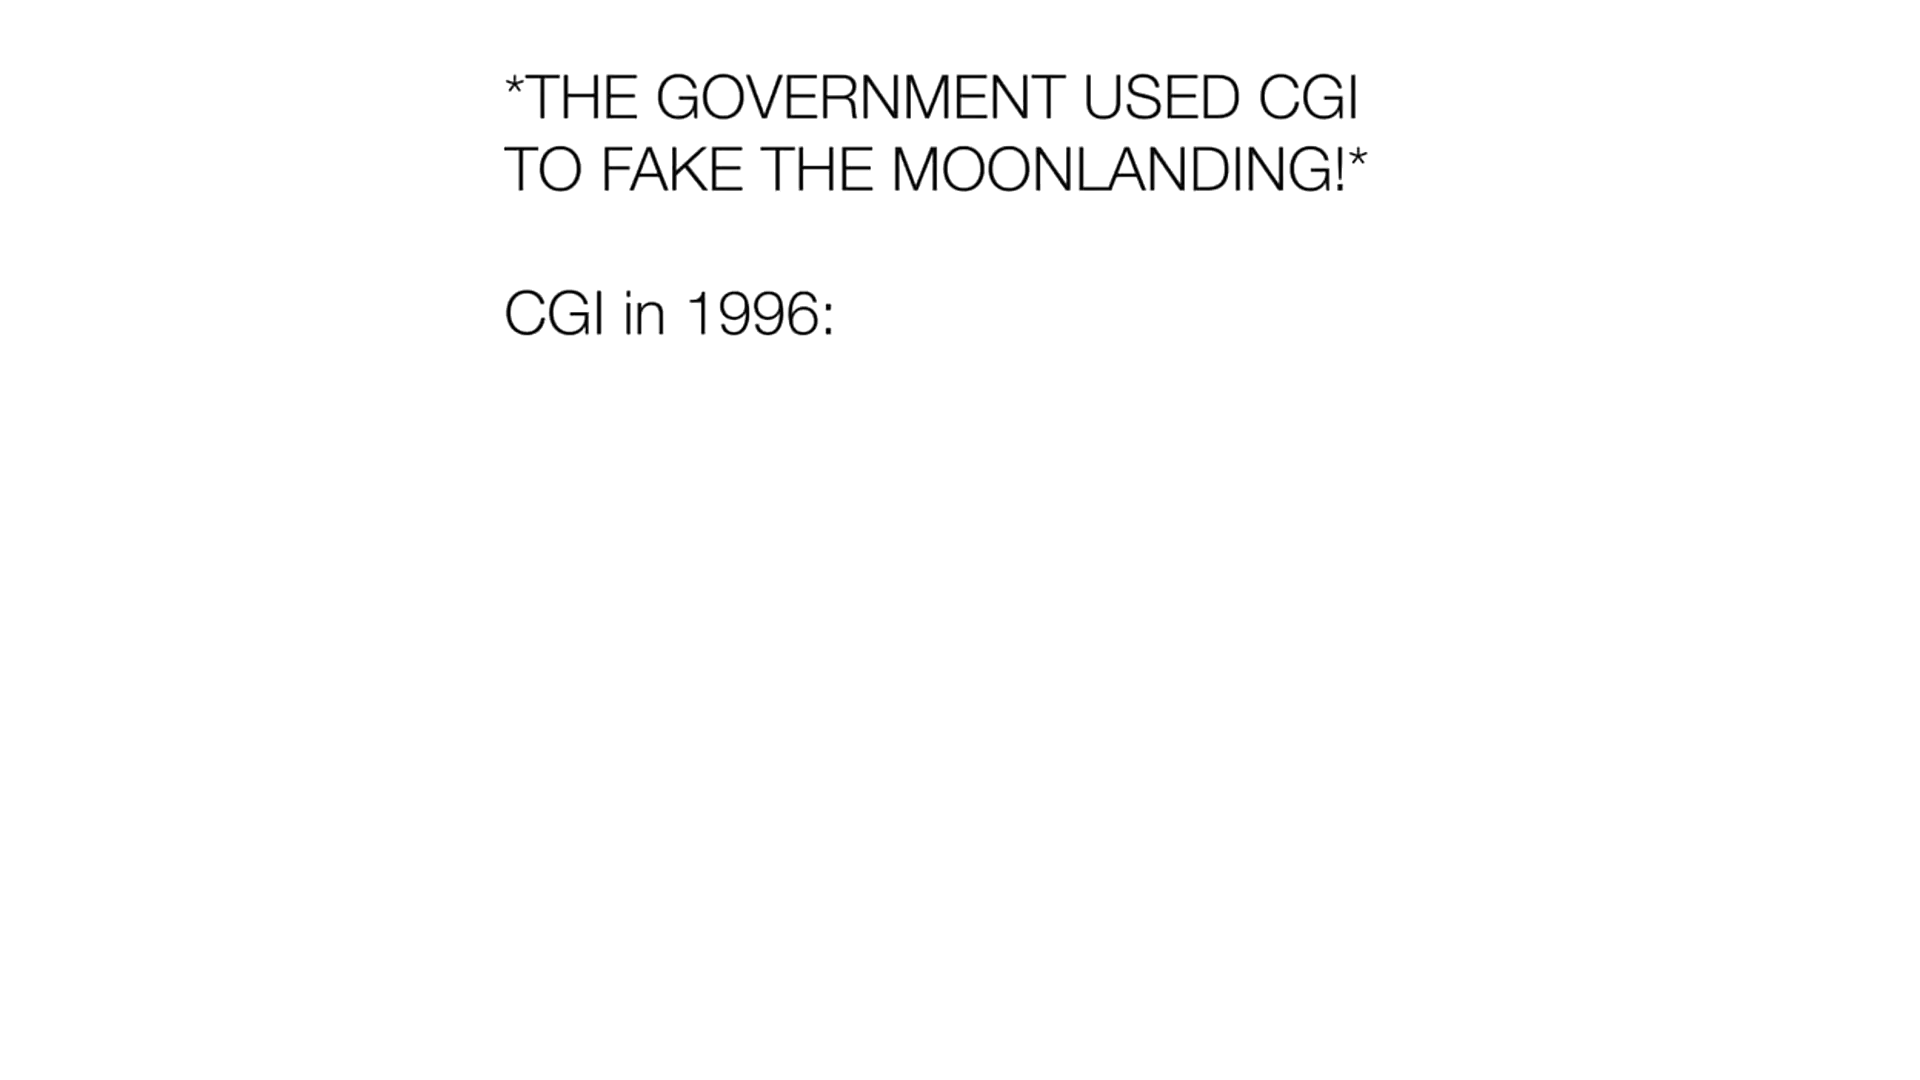 *THE GOVERNMENT USED CGI
TO FAKE THE MOONLANDING!*
CGI in 1996: